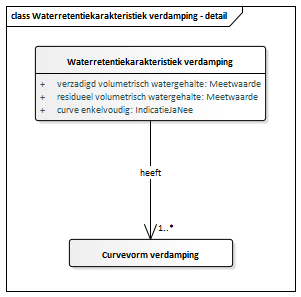 class Waterretentiekarakteristiek verdamping - detail
Waterretentiekarakteristiek verdamping
+ verzadigd volumetrisch watergehalte: Meetwaarde
+ residueel volumetrisch watergehalte: Meetwaarde
+ curve enkelvoudig: IndicatieJaNee
heeft
1..*
Curvevorm verdamping